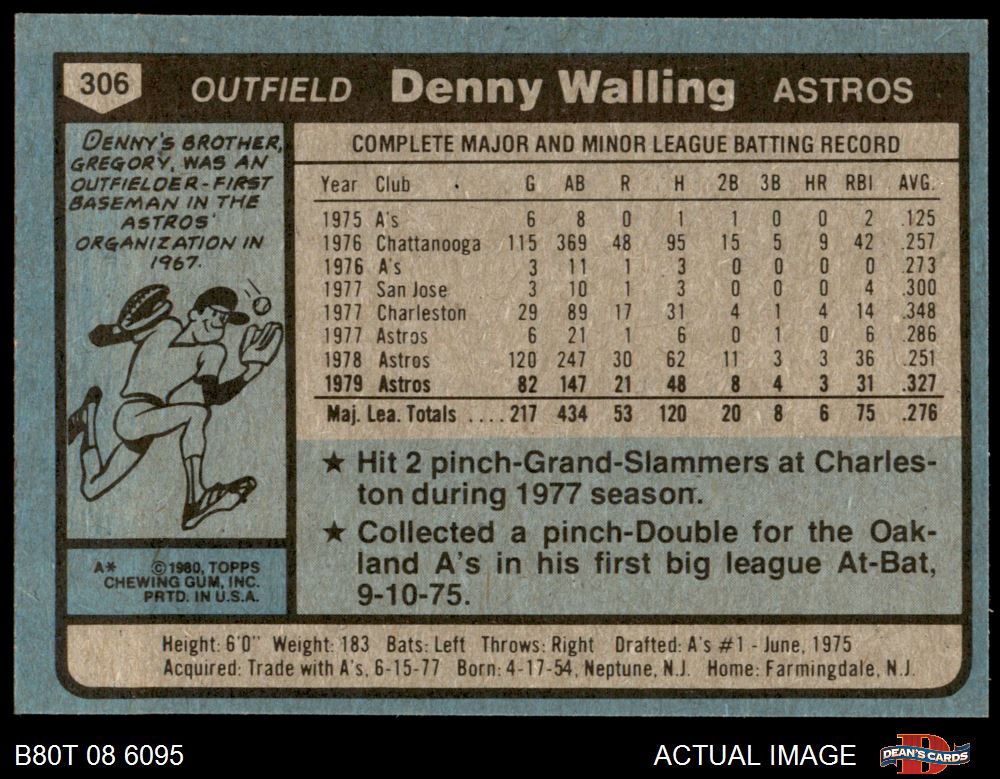 306 OUTFIELD Denny Walling ASTROS
DENNY'S BROTHER,
GREGORY, WAS AN
OUTFIELDER-FIRST
BASEMAN IN THE
ASTROS'
ORGANIZATION IN
1967.
A* ©1980, TOPPS
CHEWING GUM, INC.
PRTD. IN U.S.A.
COMPLETE MAJOR AND MINOR LEAGUE BATTING RECORD
Year Club G AB R H 2B 3B HR RBI AVG.
1975 A's 6 8 0 1 1 0 0 2 .125
1976 Chattanooga 115 369 48 95 15 5 9 42 .257
1976 A's 3 11 1 3 0 0 0 0 .273
1977 San Jose 3 10 1 3 0 0 0 4 .300
1977 Charleston 29 89 17 31 4 1 4 14 .348
1977 Astros 6 21 1 6 0 1 0 6 .286
1978 Astros 120 247 30 62 11 3 3 36 .251
1979 Astros 82 147 21 48 8 4 3 31 .327
Maj. Lea. Totals ....217 434 53 120 20 8 6 75 .276
★ Hit 2 pinch-Grand-Slammers at Charles-
ton during 1977 season.
★ Collected a pinch-Double for the Oak-
land A's in his first big league At-Bat,
9-10-75.
Height: 6'0" Weight: 183 Bats: Left Throws: Right Drafted: A's #1 - June, 1975
Acquired: Trade with A's, 6-15-77 Born: 4-17-54, Neptune, N.J. Home: Farmingdale, N.J.
B80T 08 6095 ACTUAL IMAGE DEAN'S CARDS